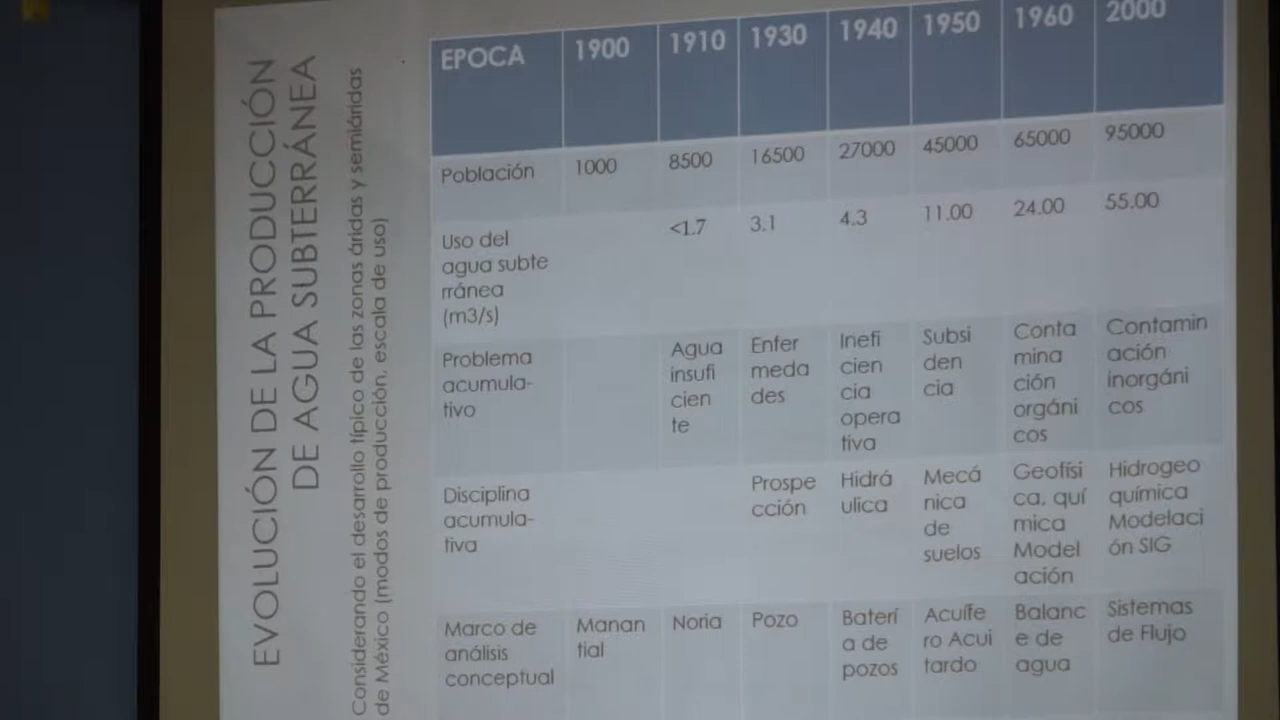 EVOLUCIÓN DE LA PRODUCCIÓN
DE AGUA SUBTERRÁNEA
Considerando el desarrollo típico de las zonas áridas y semiáridas
de México (modos de producción, escala de uso)
EPOCA 1900 1910 1930 1940 1950 1960 2000
Población 1000 8500 16500 27000 45000 65000 95000
Uso del
agua subte
rránea
(m3/s)
<1.7 3.1 4.3 11.00 24.00 55.00
Problema
acumula-
tivo
Agua
insufi
cien
te
Enfer
meda
des
Inefi
cien
cia
opera
tiva
Subsi
den
cia
Conta
mina
ción
orgáni
cos
Contamin
ación
inorgáni
cos
Disciplina
acumula-
tiva
Prospe
cción
Hidrá
ulica
Mecá
nica
de
suelos
Geofísi
ca, quí
mica
Model
ación
Hidrogeo
química
Modelaci
ón SIG
Marco de
análisis
conceptual
Manan
tial
Noria
Pozo
Baterí
a de
pozos
Acuífe
ro Acui
tardo
Balanc
e de
agua
Sistemas
de Flujo